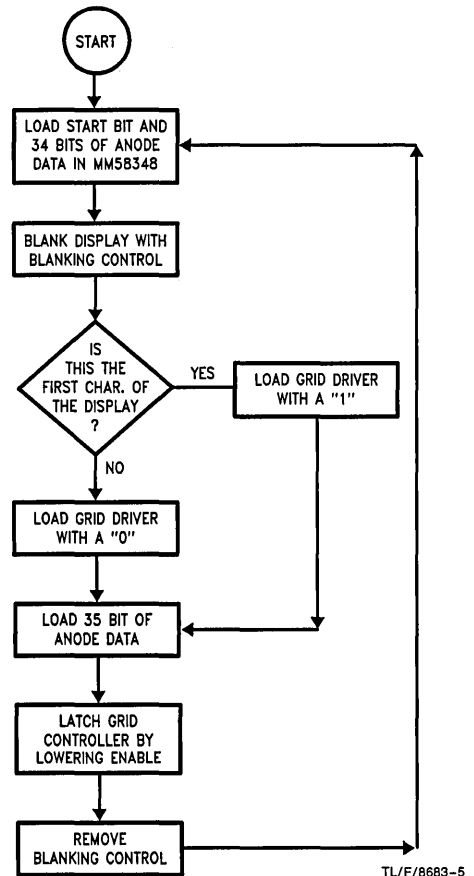 START
LOAD START BIT AND
34 BITS OF ANODE
DATA IN MM58348
BLANK DISPLAY WITH
BLANKING CONTROL
IS
THIS THE
FIRST CHAR. OF
THE DISPLAY
?
YES
LOAD GRID DRIVER
WITH A "1"
NO
LOAD GRID DRIVER
WITH A "0"
LOAD 35 BIT OF
ANODE DATA
LATCH GRID
CONTROLLER BY
LOWERING ENABLE
REMOVE
BLANKING CONTROL
TL/F/8683-5